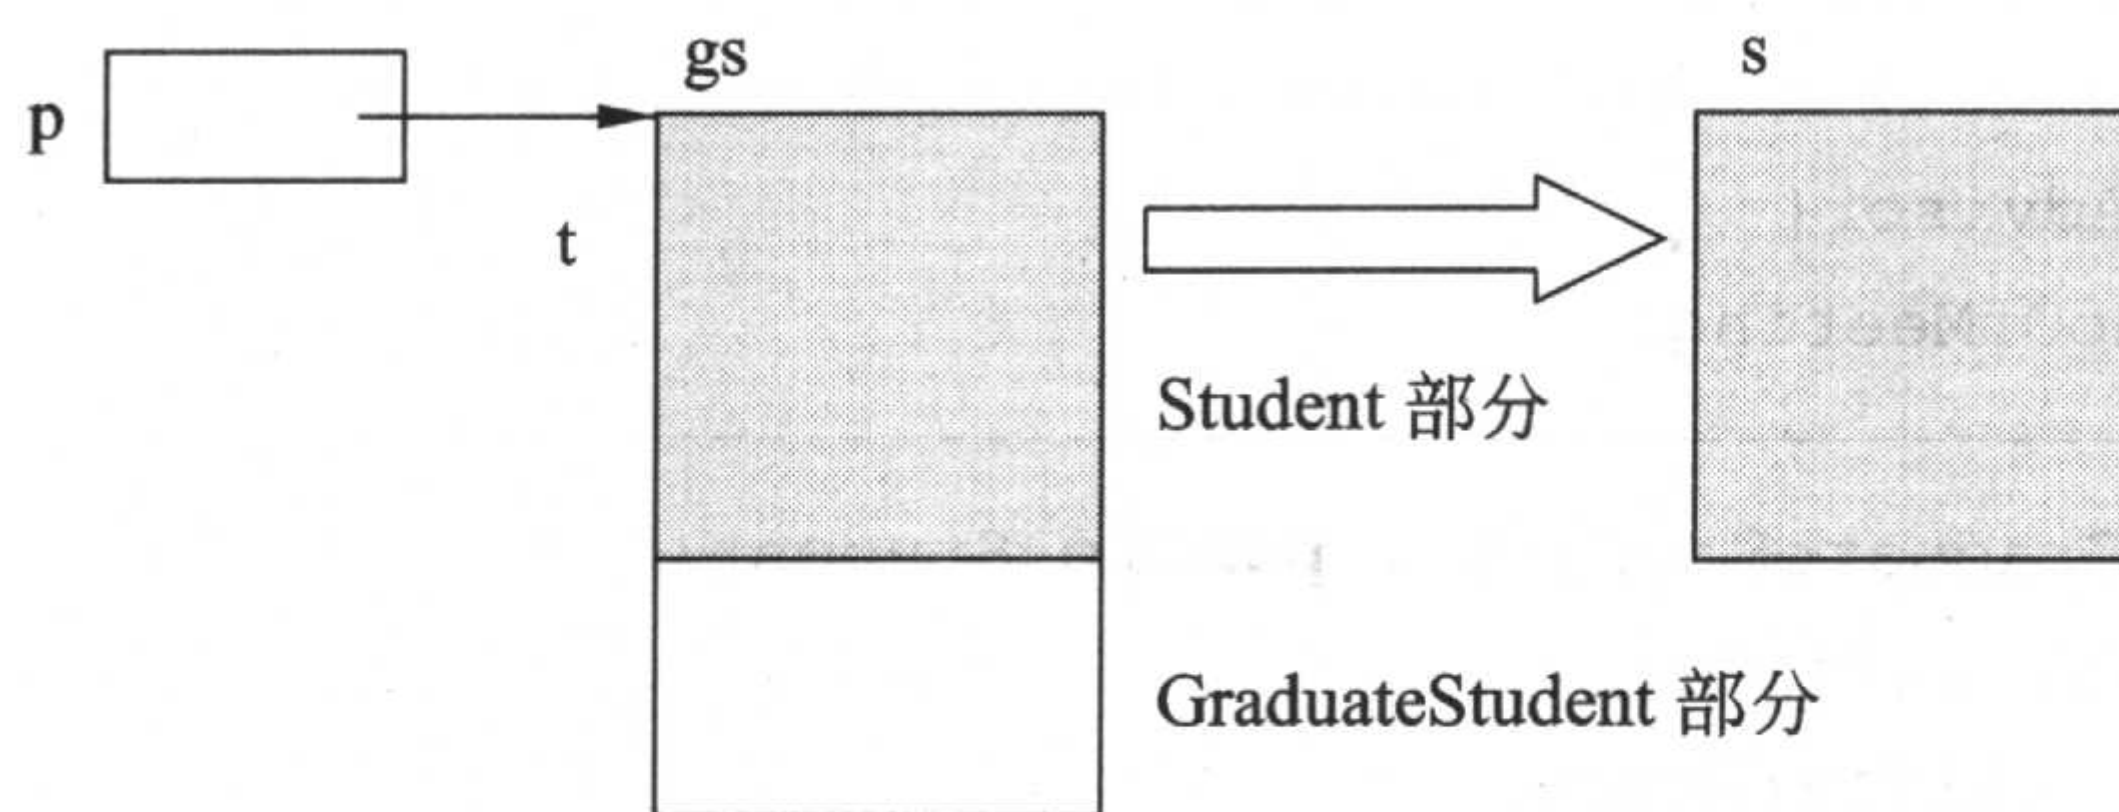 gs
s
p
t
Student 部分
GraduateStudent 部分